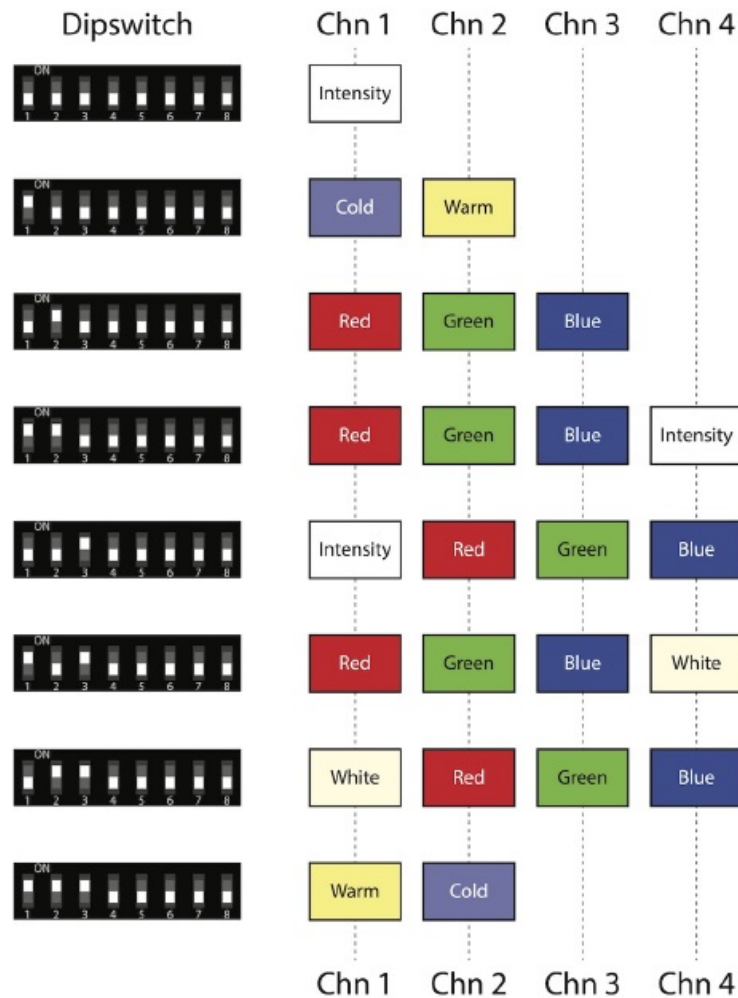 Dipswitch Chn 1 Chn 2 Chn 3 Chn 4
ON
Intensity
1 2 3 4 5 6 7 8
ON
Cold Warm
1 2 3 4 5 6 7 8
ON
Red Green Blue
1 2 3 4 5 6 7 8
ON
Red Green Blue Intensity
1 2 3 4 5 6 7 8
ON
Intensity Red Green Blue
1 2 3 4 5 6 7 8
ON
Red Green Blue White
1 2 3 4 5 6 7 8
ON
White Red Green Blue
1 2 3 4 5 6 7 8
ON
Warm Cold
1 2 3 4 5 6 7 8
Chn 1 Chn 2 Chn 3 Chn 4